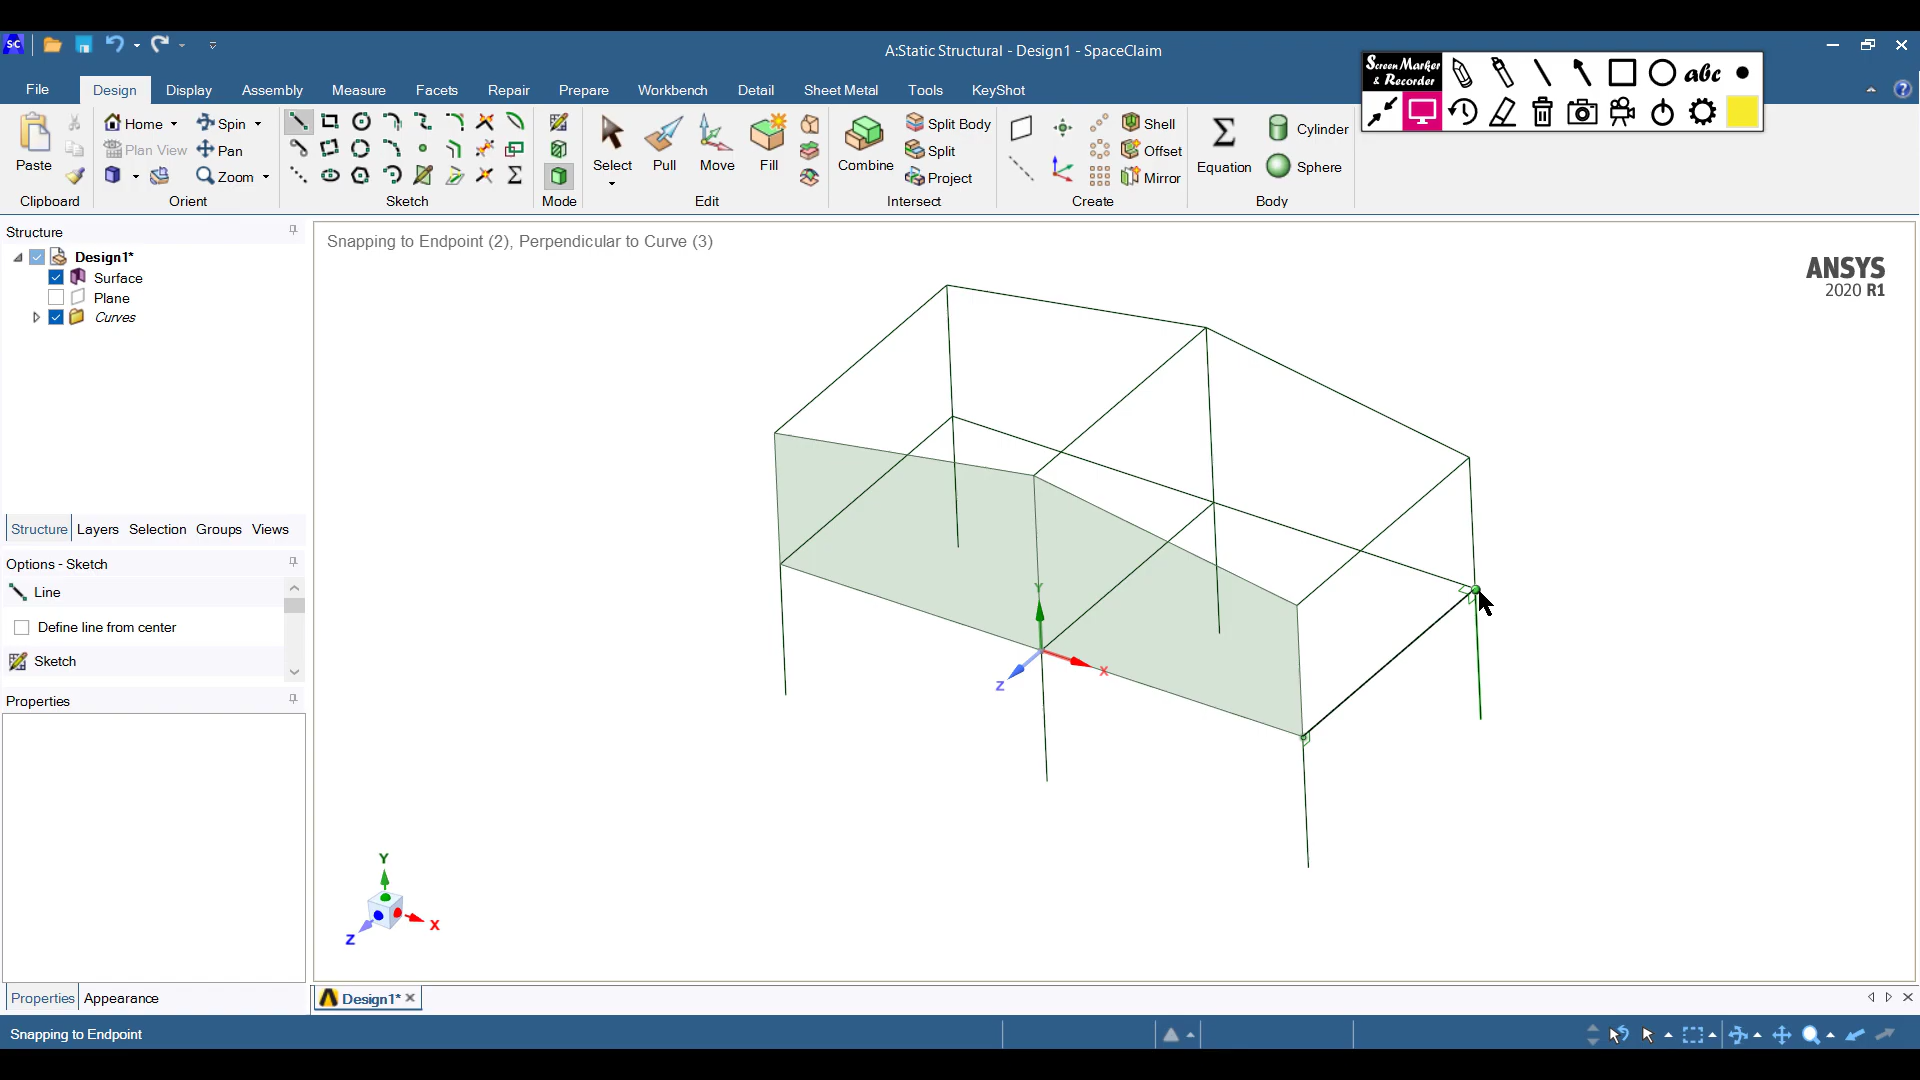 SC
A:Static Structural - Design1 - SpaceClaim
Screen Marker & Recorder
abc
File Design Display Assembly Measure Facets Repair Prepare Workbench Detail Sheet Metal Tools KeyShot
Paste
Clipboard
Home Spin
Plan View Pan
Zoom
Orient
Sketch
Mode
Select Pull Move Fill
Edit
Combine
Split Body
Split
Project
Intersect
Shell
Offset
Mirror
Create
Equation
Cylinder
Sphere
Body
Structure
Design1*
Surface
Plane
Curves
Structure Layers Selection Groups Views
Options - Sketch
Line
Define line from center
Sketch
Properties
Properties Appearance
Snapping to Endpoint (2), Perpendicular to Curve (3)
ANSYS
2020 R1
Y
X
Z
Y
X
Z
Design1*
Snapping to Endpoint